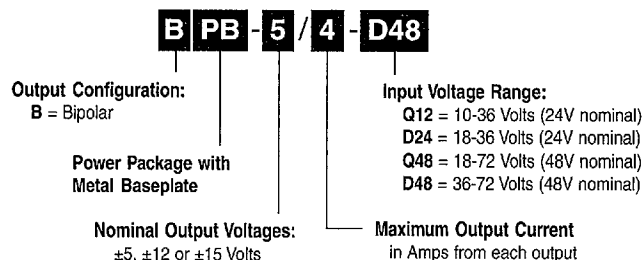 B PB - 5 / 4 - D48
Output Configuration:
B = Bipolar
Power Package with
Metal Baseplate
Nominal Output Voltages:
±5, ±12 or ±15 Volts
Input Voltage Range:
Q12 = 10-36 Volts (24V nominal)
D24 = 18-36 Volts (24V nominal)
Q48 = 18-72 Volts (48V nominal)
D48 = 36-72 Volts (48V nominal)
Maximum Output Current
in Amps from each output